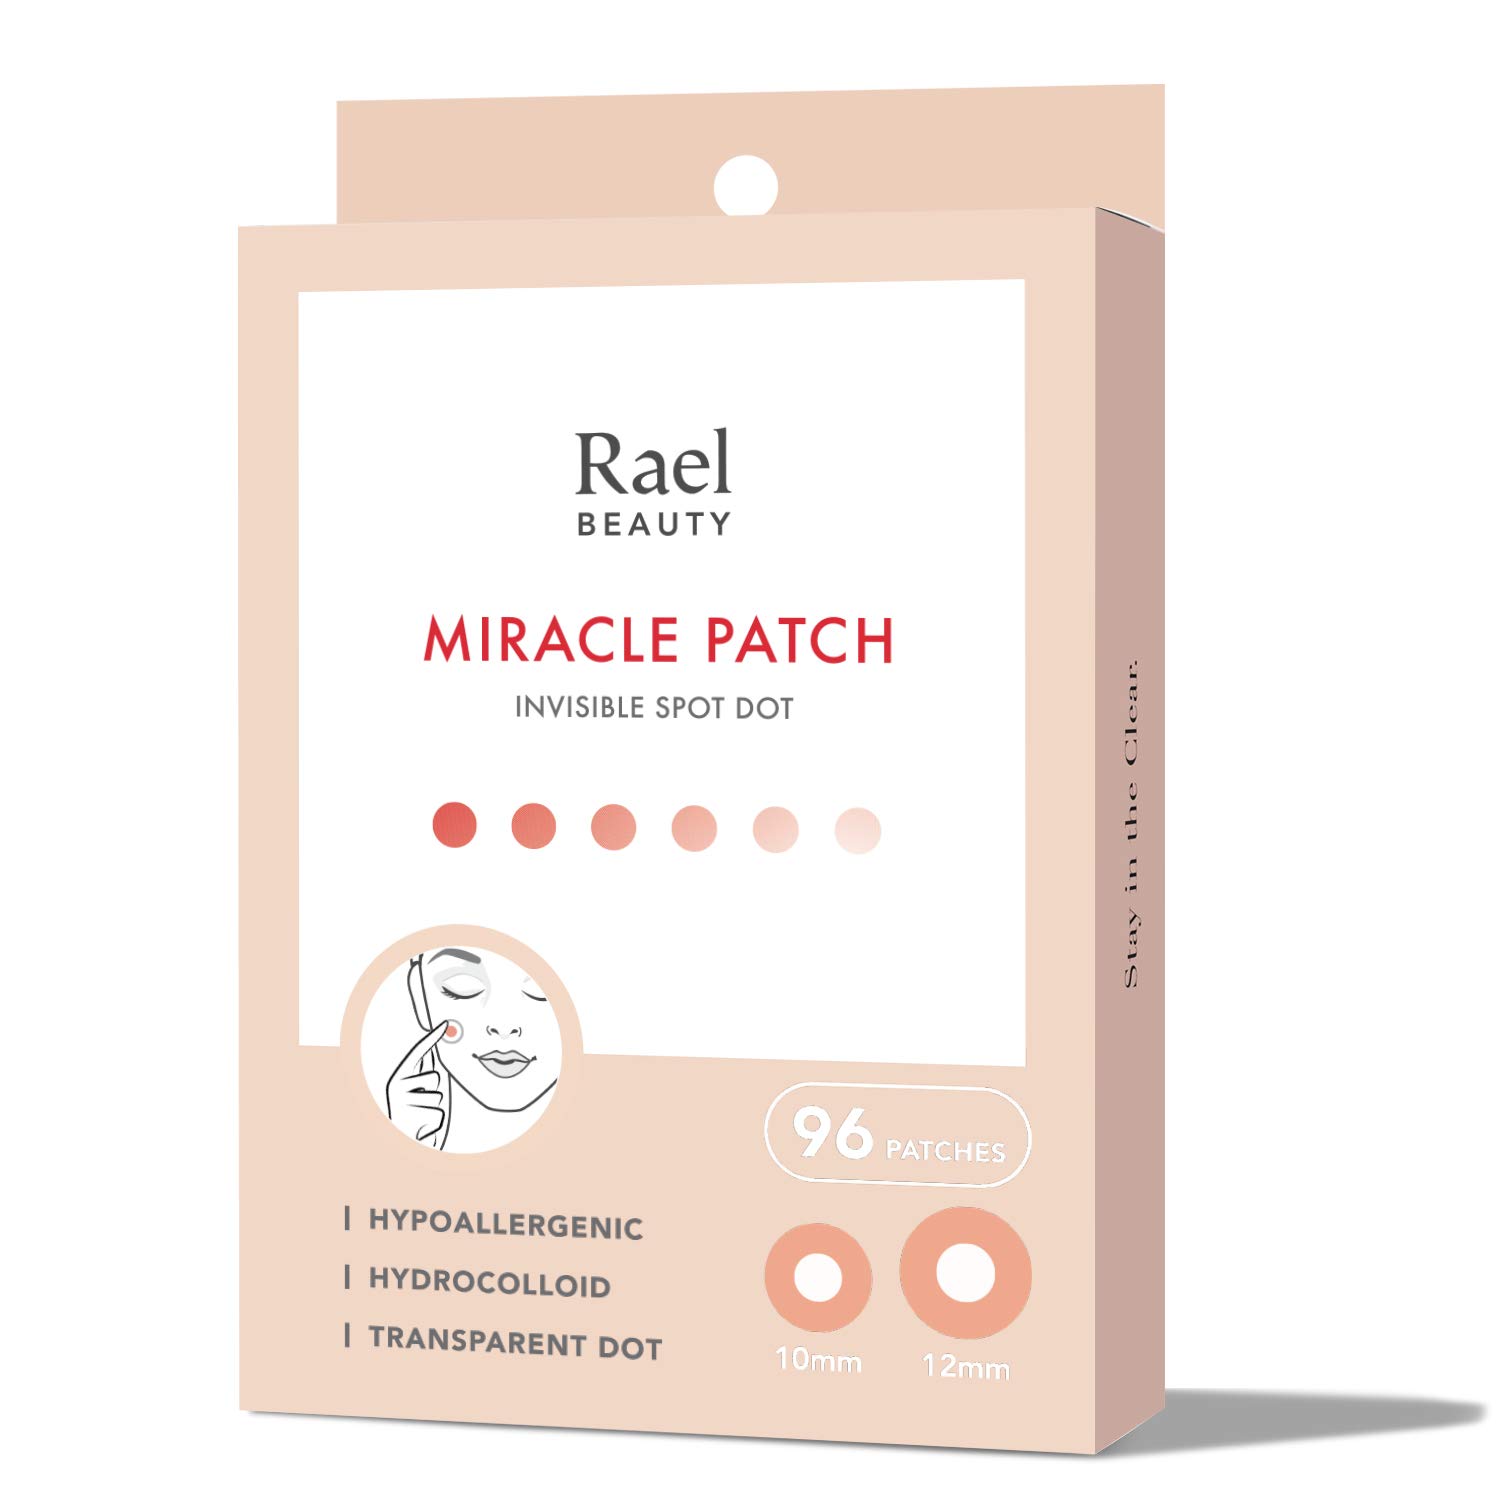 Rael
BEAUTY
MIRACLE PATCH
INVISIBLE SPOT DOT
96 PATCHES
HYPOALLERGENIC
HYDROCOLLOID
TRANSPARENT DOT
10mm
12mm
Stay in the Clear.